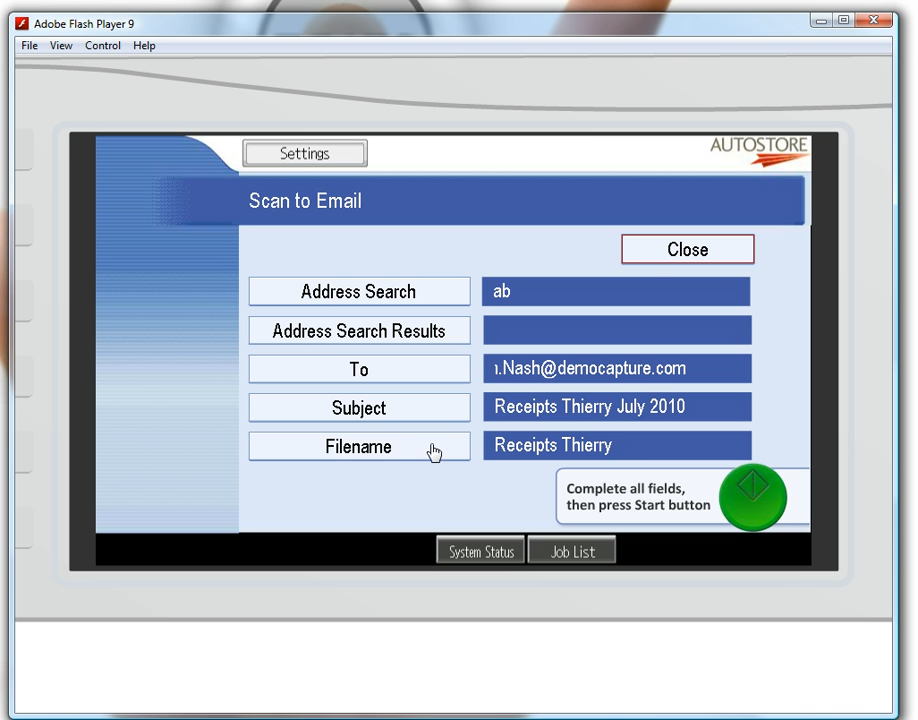 Adobe Flash Player 9
File View Control Help
Settings
AUTOSTORE
Scan to Email
Close
Address Search
ab
Address Search Results
To
.Nash@democapture.com
Subject
Receipts Thierry July 2010
Filename
Receipts Thierry
Complete all fields,
then press Start button
System Status
Job List